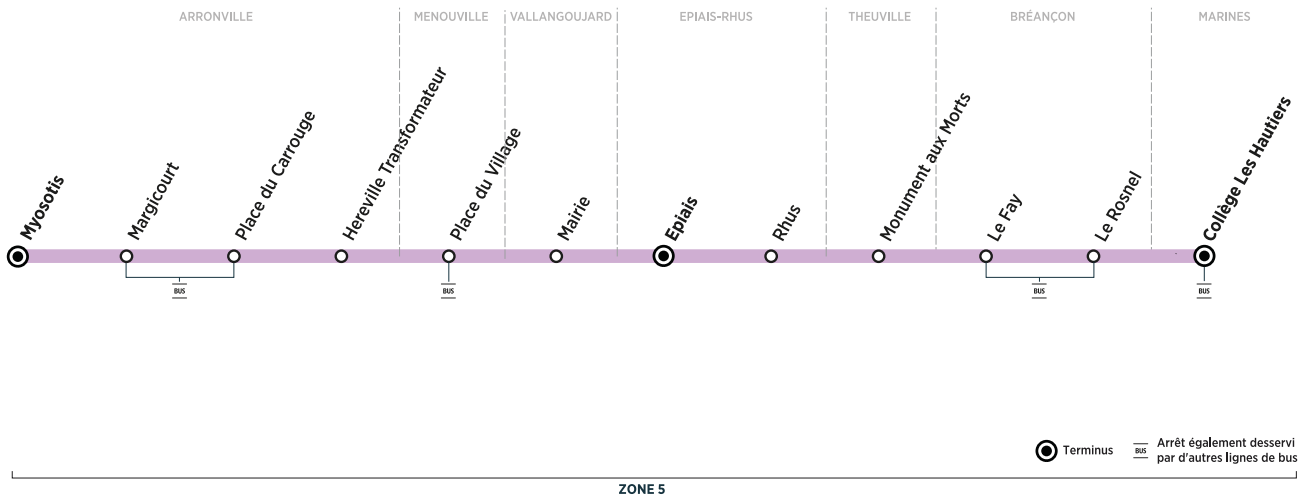 ARRONVILLE
MENOUVILLE
VALLANGOUJARD
EPIAIS-RHUS
THEUVILLE
BRÉANÇON
MARINES
Myosotis
Margicourt
Place du Carrouge
Hereville Transformateur
Place du Village
Mairie
Epiais
Rhus
Monument aux Morts
Le Fay
Le Rosnel
Collège Les Hautiers
BUS
BUS
BUS
BUS
Terminus
BUS
Arrêt également desservi
par d'autres lignes de bus
ZONE 5